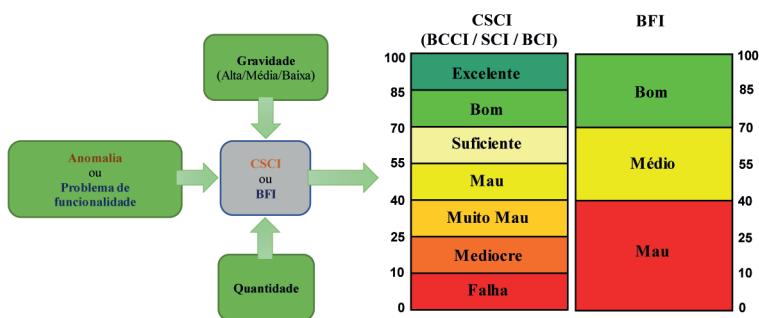 Gravidade
(Alta/Média/Baixa)
Anomalia
ou
Problema de
funcionalidade
CSCI
ou
BFI
Quantidade
CSCI
(BCCI / SCI / BCI)
BFI
100
85
70
55
40
25
10
0
Excelente
Bom
Suficiente
Mau
Muito Mau
Mediocre
Falha
Bom
Médio
Mau
100
85
70
55
40
25
10
0